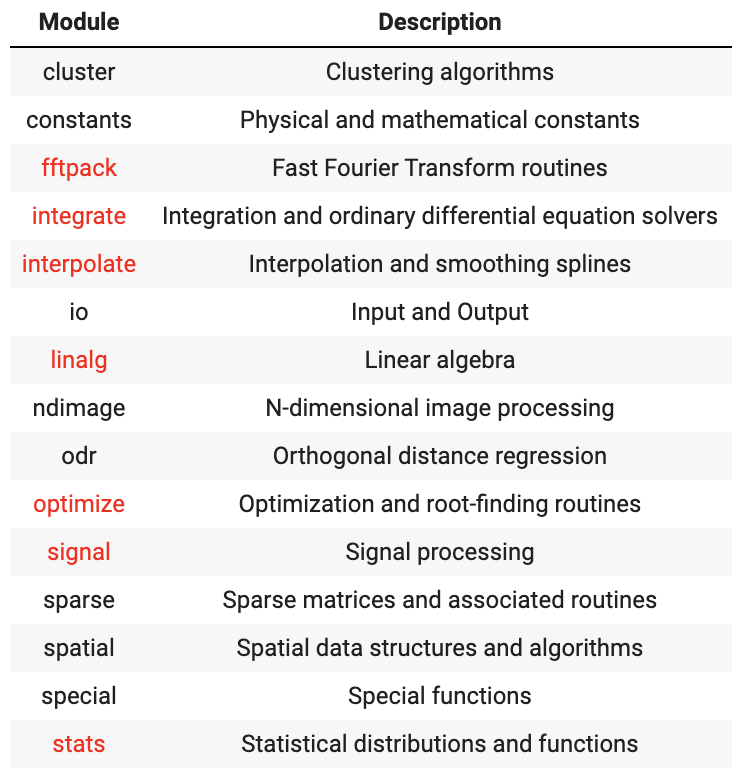 Module Description
cluster Clustering algorithms
constants Physical and mathematical constants
fftpack Fast Fourier Transform routines
integrate Integration and ordinary differential equation solvers
interpolate Interpolation and smoothing splines
io Input and Output
linalg Linear algebra
ndimage N-dimensional image processing
odr Orthogonal distance regression
optimize Optimization and root-finding routines
signal Signal processing
sparse Sparse matrices and associated routines
spatial Spatial data structures and algorithms
special Special functions
stats Statistical distributions and functions